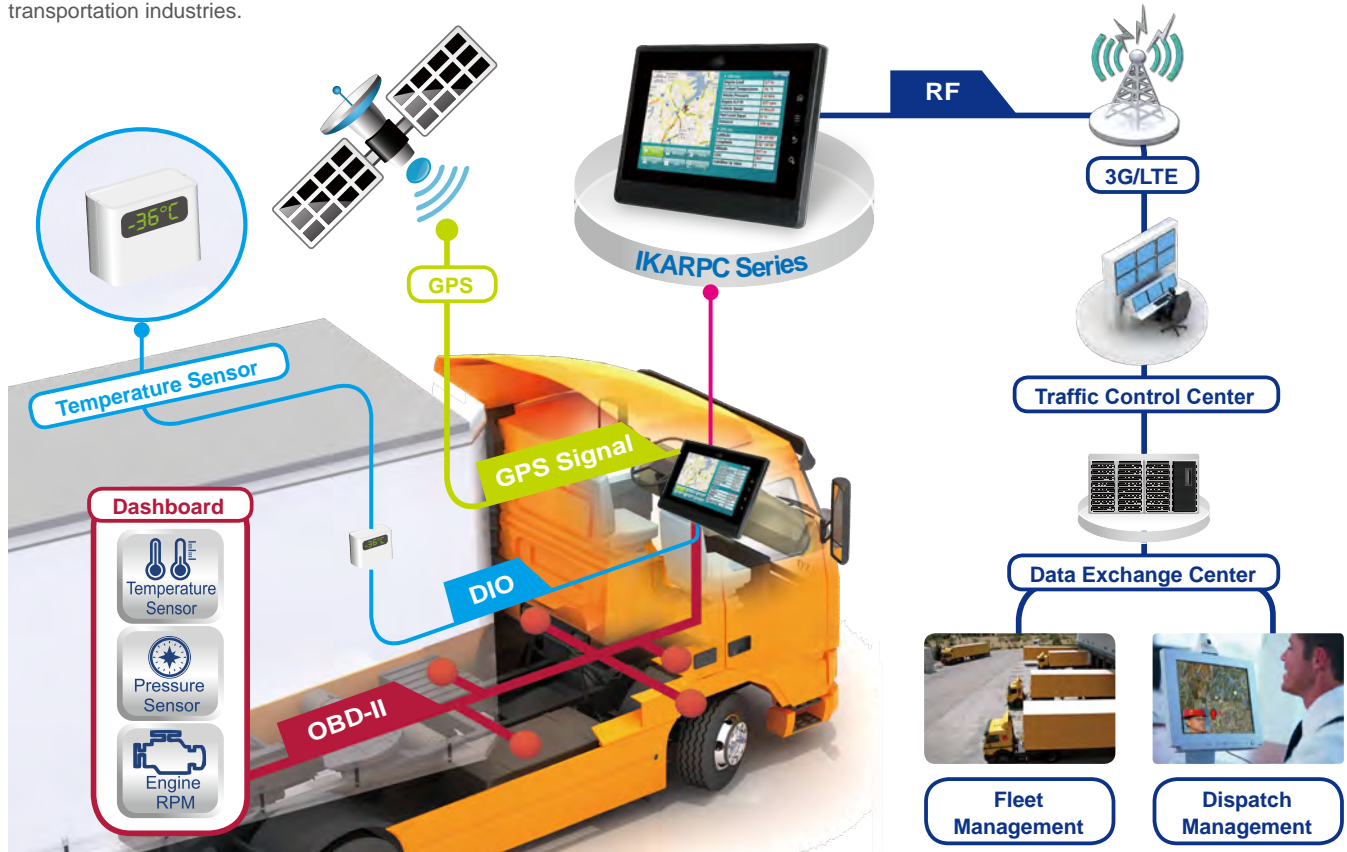 transportation industries.
RF
3G/LTE
-36°C
IKARPC Series
GPS
Temperature Sensor
Traffic Control Center
GPS Signal
Dashboard
Temperature
Sensor
-36°C
DIO
Data Exchange Center
Pressure
Sensor
OBD-II
Engine
RPM
Fleet
Management
Dispatch
Management